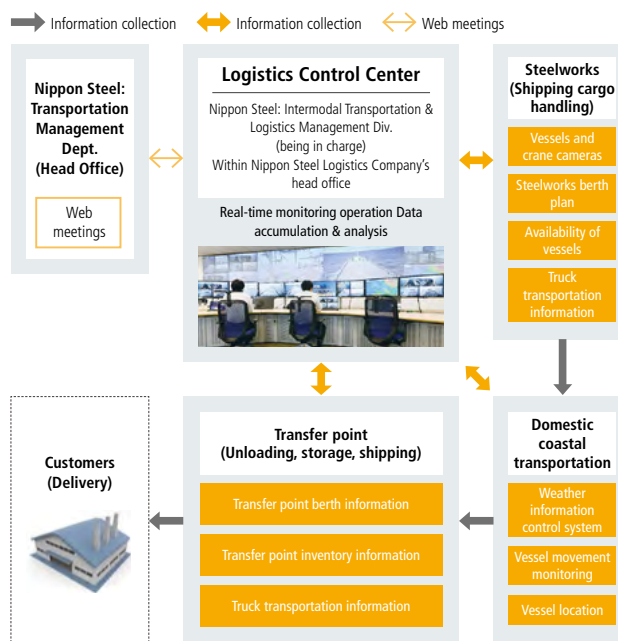 Information collection
Information collection
Web meetings
Nippon Steel:
Transportation
Management
Dept.
(Head Office)
Web
meetings
Logistics Control Center
Nippon Steel: Intermodal Transportation &
Logistics Management Div.
(being in charge)
Within Nippon Steel Logistics Company's
head office
Real-time monitoring operation Data
accumulation & analysis
Steelworks
(Shipping cargo
handling)
Vessels and
crane cameras
Steelworks berth
plan
Availability of
vessels
Truck
transportation
information
Customers
(Delivery)
Transfer point
(Unloading, storage, shipping)
Transfer point berth information
Transfer point inventory information
Truck transportation information
Domestic
coastal
transportation
Weather
information
control system
Vessel movement
monitoring
Vessel location